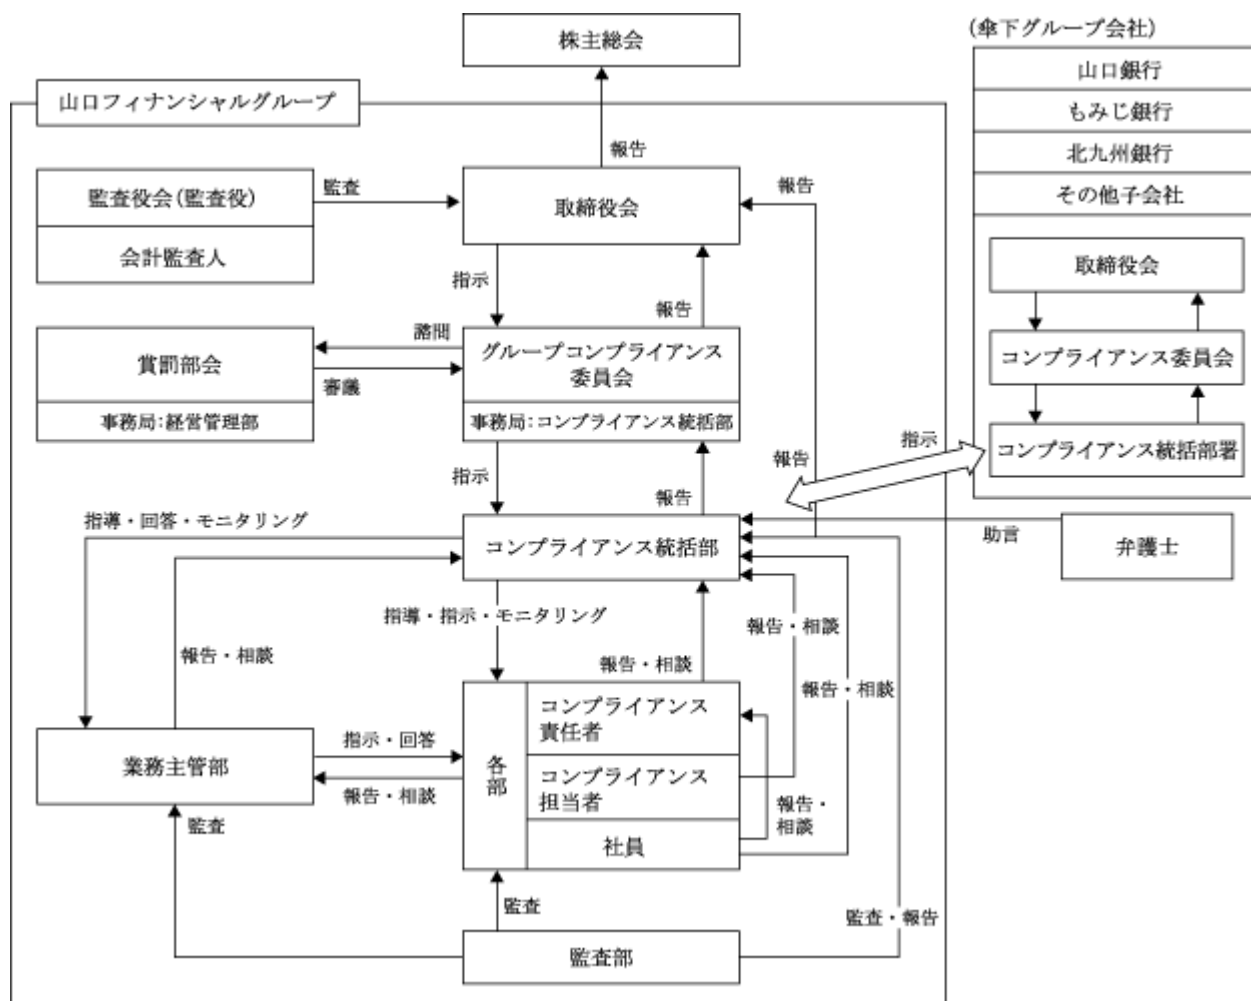 株主総会
(傘下グループ会社)
山口銀行
もみじ銀行
北九州銀行
その他子会社
山口フィナンシャルグループ
報告
監査役会(監査役)
会計監査人
監査
取締役会
報告
取締役会
指示
報告
諮問
賞罰部会
審議
事務局:経営管理部
グループコンプライアンス
委員会
事務局:コンプライアンス統括部
コンプライアンス委員会
コンプライアンス統括部署
指示
報告
指示
報告
指導・回答・モニタリング
コンプライアンス統括部
助言
弁護士
指導・指示・モニタリング
報告・相談
報告・相談
報告・相談
報告・相談
業務主管部
指示・回答
報告・相談
各部
コンプライアンス
責任者
コンプライアンス
担当者
社員
報告・
相談
監査
監査
監査・報告
監査部